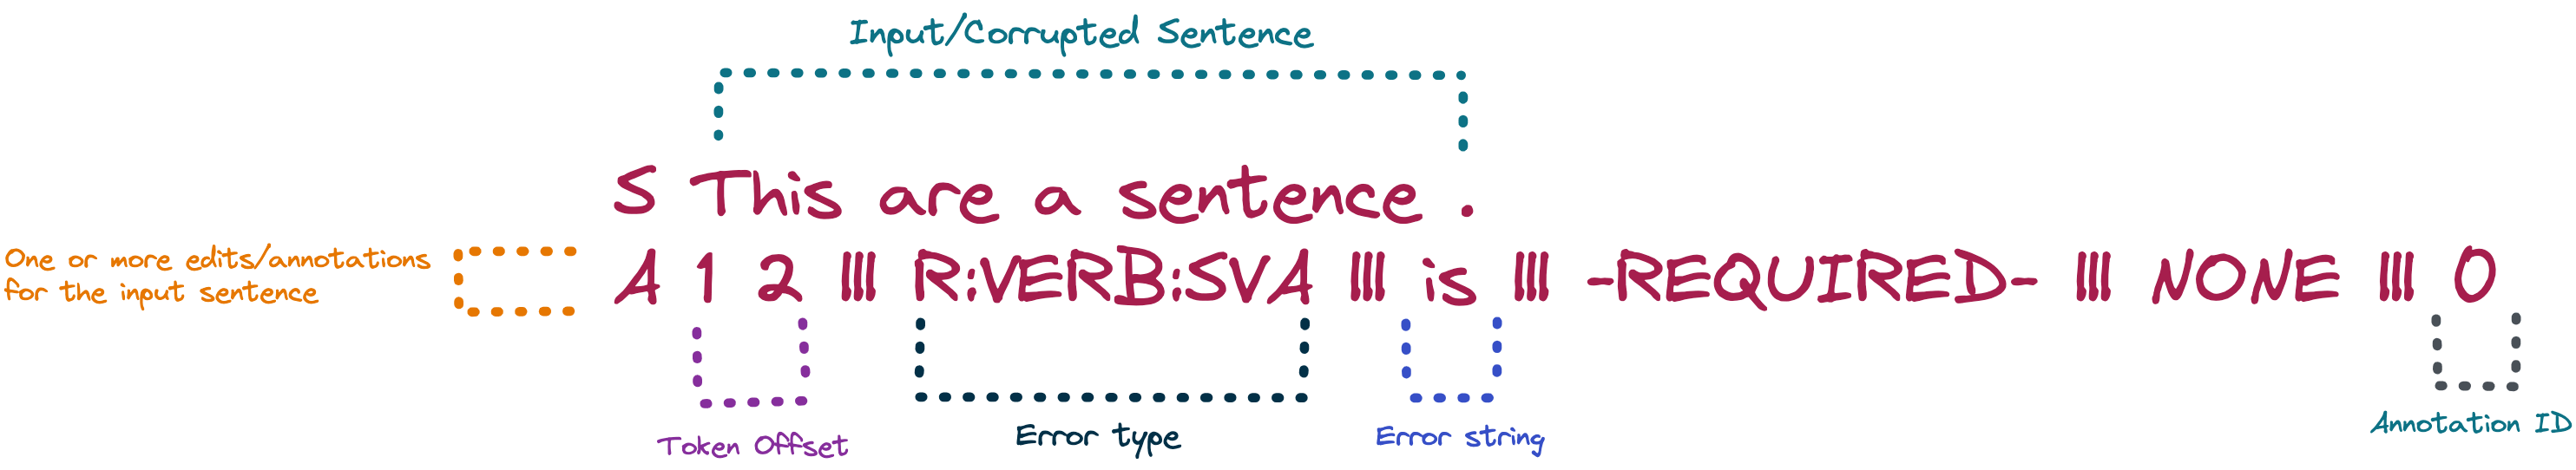 Input/Corrupted Sentence
S This are a sentence .
One or more edits/annotations
for the input sentence
A 1 2 ||| R:VERB:SVA ||| is ||| -REQUIRED- ||| NONE ||| 0
Token Offset
Error type
Error string
Annotation ID